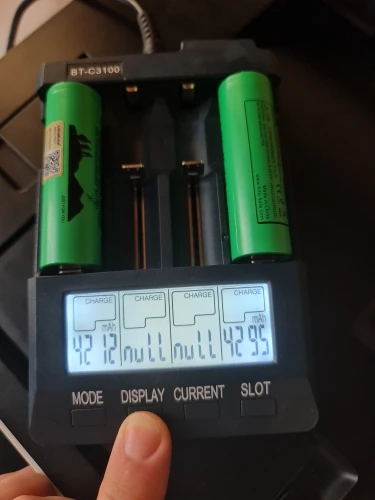 BT-C3100
CHARGE CHARGE CHARGE CHARGE
mAh mAh
4212 null null 4295
MODE DISPLAY CURRENT SLOT